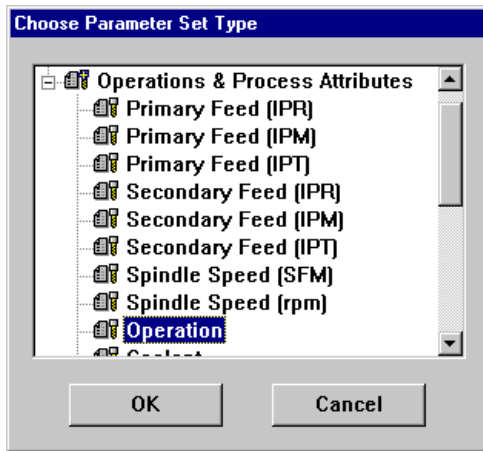 Choose Parameter Set Type
Operations & Process Attributes
Primary Feed (IPR)
Primary Feed (IPM)
Primary Feed (IPT)
Secondary Feed (IPR)
Secondary Feed (IPM)
Secondary Feed (IPT)
Spindle Speed (SFM)
Spindle Speed (rpm)
Operation
Coolant
OK Cancel